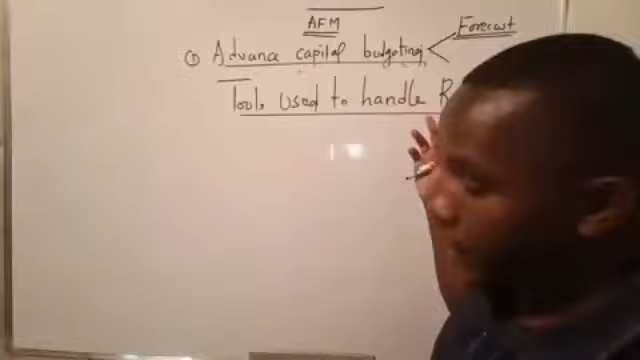 AFM
Forecast
① Advance capital budgeting
Tools used to handle R